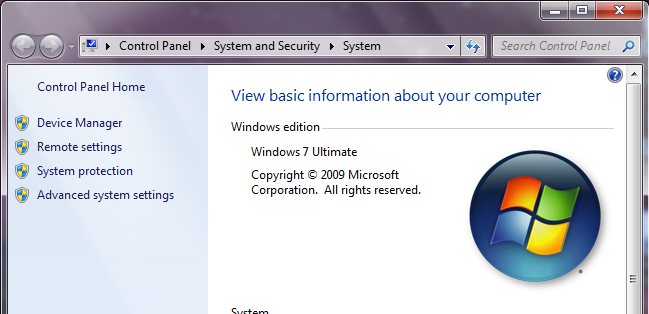 Control Panel ▸ System and Security ▸ System
Search Control Panel
Control Panel Home
Device Manager
Remote settings
System protection
Advanced system settings
View basic information about your computer
Windows edition
Windows 7 Ultimate
Copyright © 2009 Microsoft
Corporation.  All rights reserved.
System